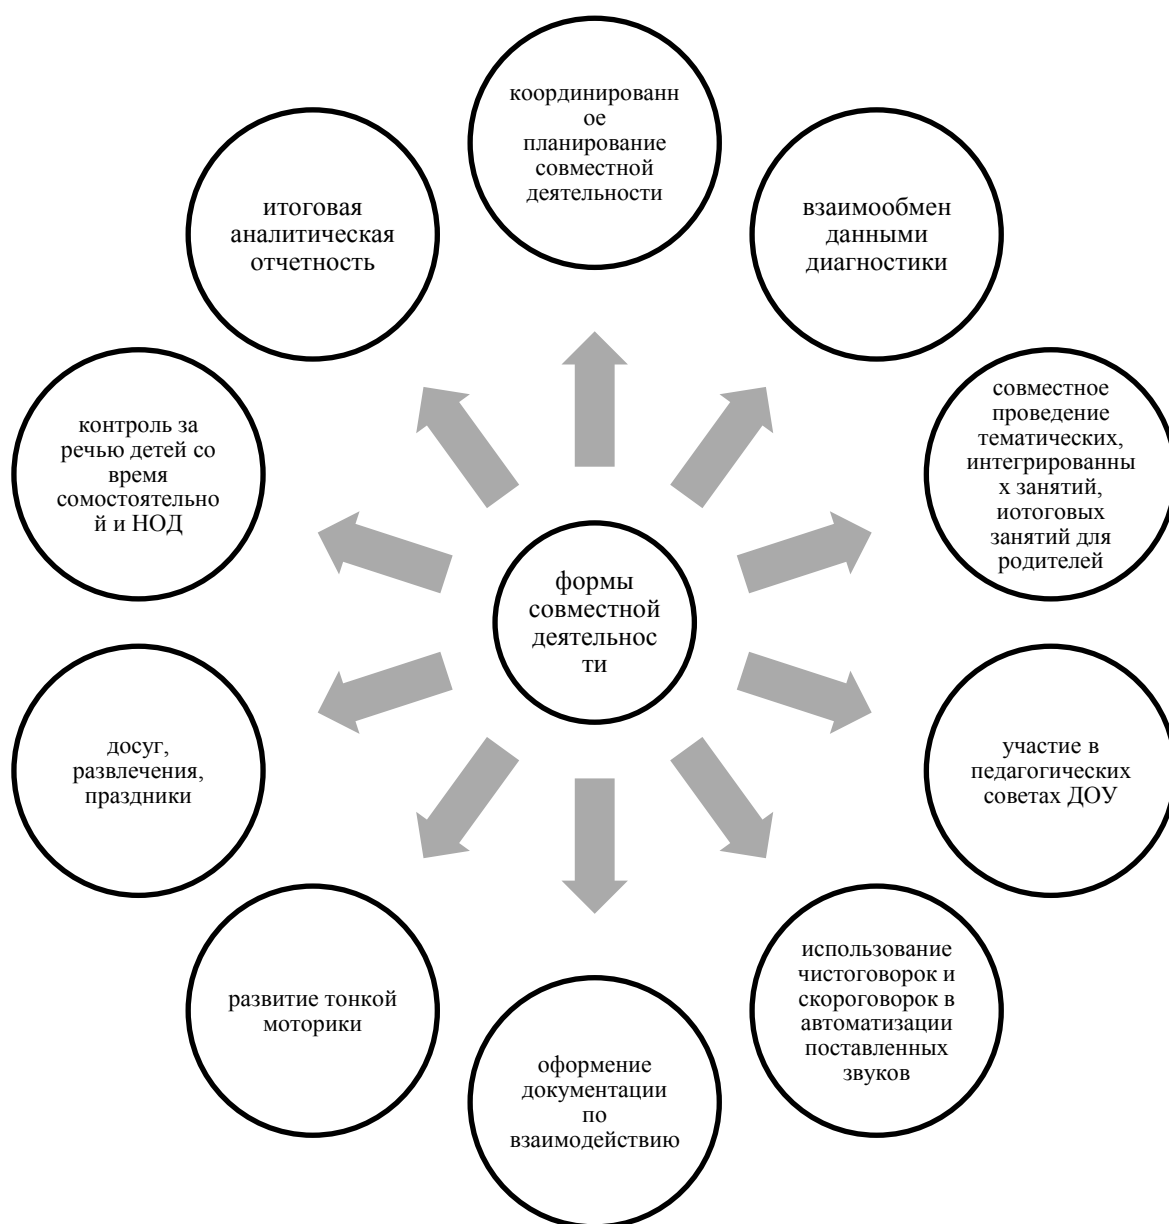 координированн
ое
планирование
совместной
деятельности
взаимообмен
данными
диагностики
совместное
проведение
тематических,
интегрированны
х занятий,
иотоговых
занятий для
родителей
участие в
педагогических
советах ДОУ
использование
чистоговорок и
скороговорок в
автоматизации
поставленных
звуков
оформение
документации
по
взаимодействию
развитие тонкой
моторики
досуг,
развлечения,
праздники
контроль за
речью детей со
время
сомостоятельно
й и НОД
итоговая
аналитическая
отчетность
формы
совместной
деятельнос
ти